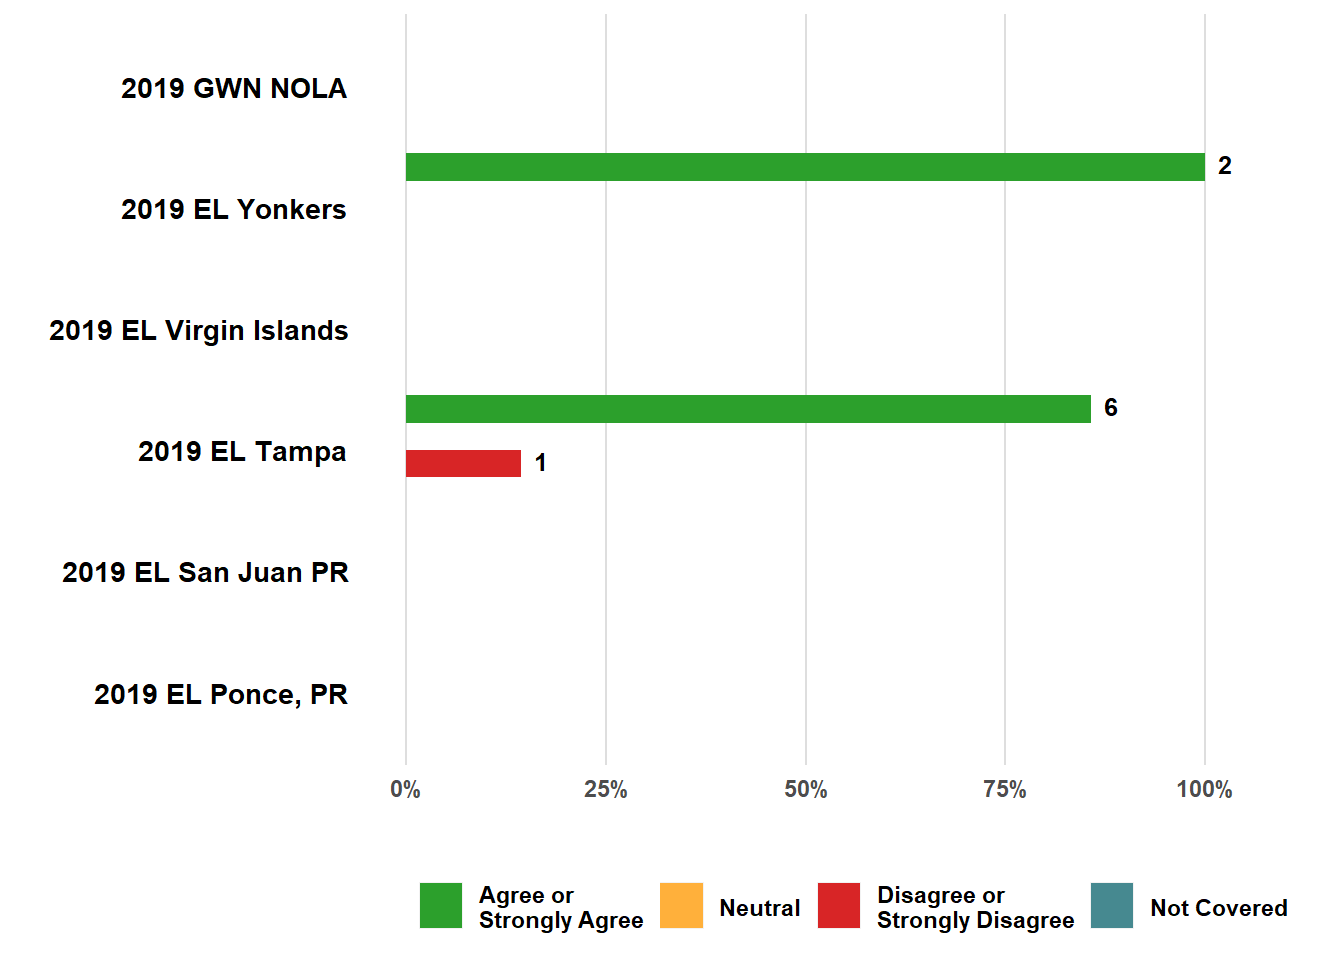 2019 GWN NOLA
2
2019 EL Yonkers
2019 EL Virgin Islands
6
2019 EL Tampa
1
2019 EL San Juan PR
2019 EL Ponce, PR
0%
25%
50%
75%
100%
Agree or
Strongly Agree
Neutral
Disagree or
Strongly Disagree
Not Covered